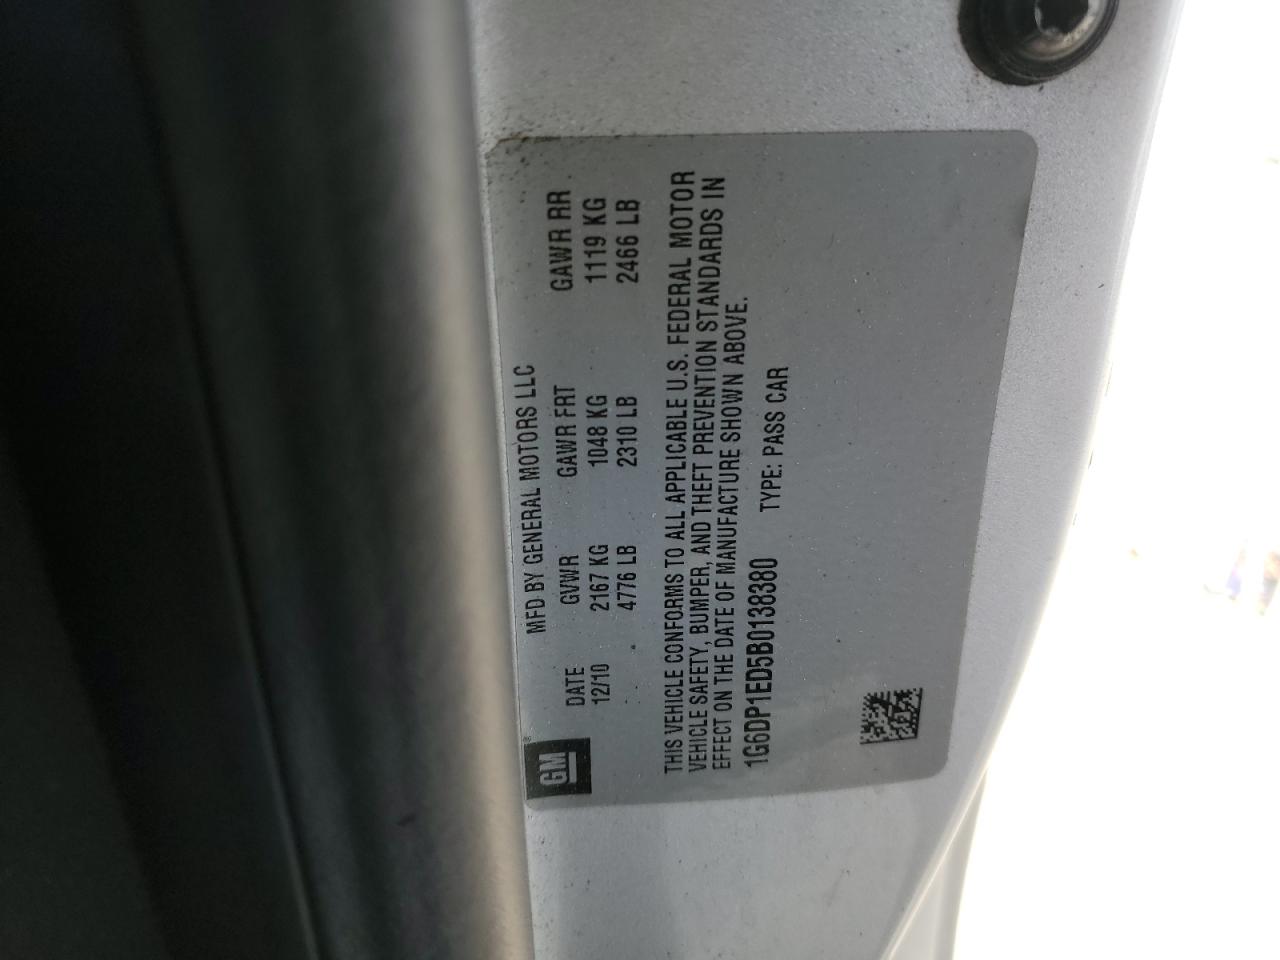 GM
MFD BY GENERAL MOTORS LLC
DATE GVWR GAWR FRT GAWR RR
12/10 2167 KG 1048 KG 1119 KG
4776 LB 2310 LB 2466 LB
THIS VEHICLE CONFORMS TO ALL APPLICABLE U.S. FEDERAL MOTOR
VEHICLE SAFETY, BUMPER, AND THEFT PREVENTION STANDARDS IN
EFFECT ON THE DATE OF MANUFACTURE SHOWN ABOVE.
1G6DP1ED5B0138380 TYPE: PASS CAR